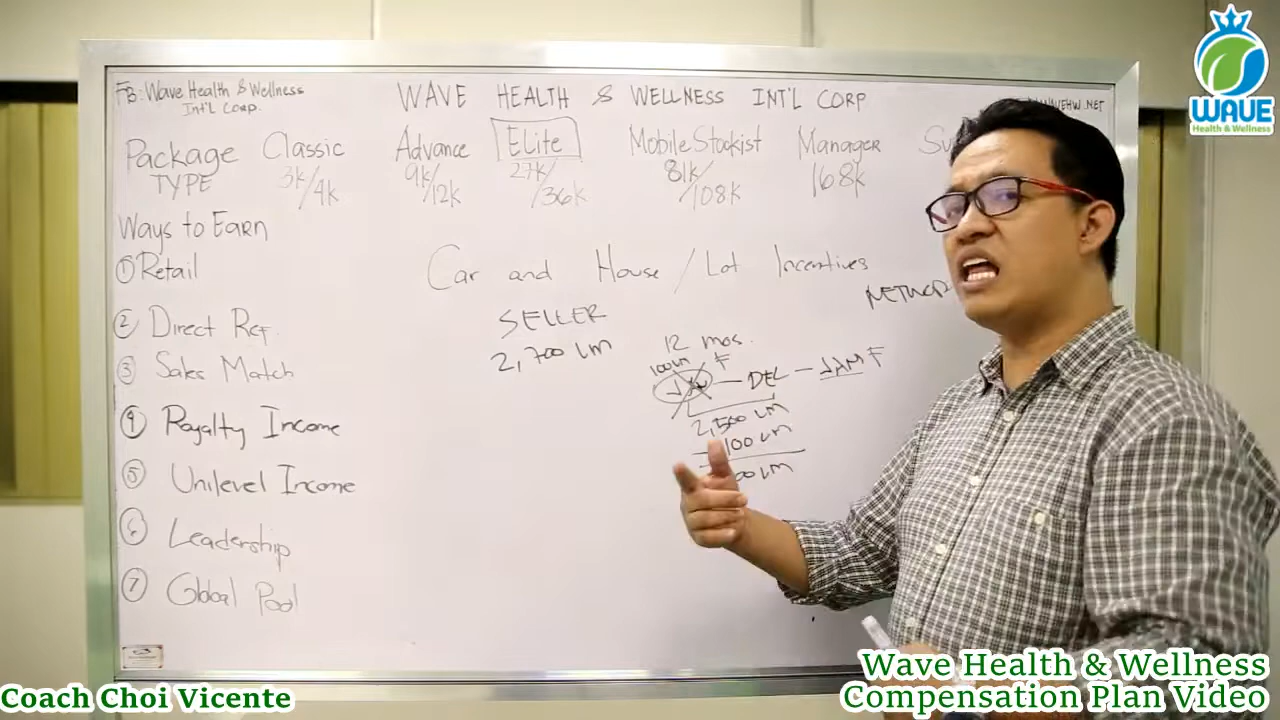 FB: Wave Health & Wellness
Int'l Corp.
WAVE HEALTH & WELLNESS INT'L CORP
Package
TYPE
Classic
3k/4k
Advance
9k/12k
Elite
27k/36k
Mobile Stockist
81k/108k
Manager
168k
Su
Ways to Earn
① Retail
② Direct Ref.
③ Sales Match
④ Royalty Income
⑤ Unilevel Income
⑥ Leadership
⑦ Global Pool
Car and House / Lot Incentives
SELLER
2,700 lm
12 mos.
100 lm
F
— DEL — JAM F
2,500 lm
100 lm
00 lm
WAVE
Health & Wellness
Coach Choi Vicente
Wave Health & Wellness
Compensation Plan Video